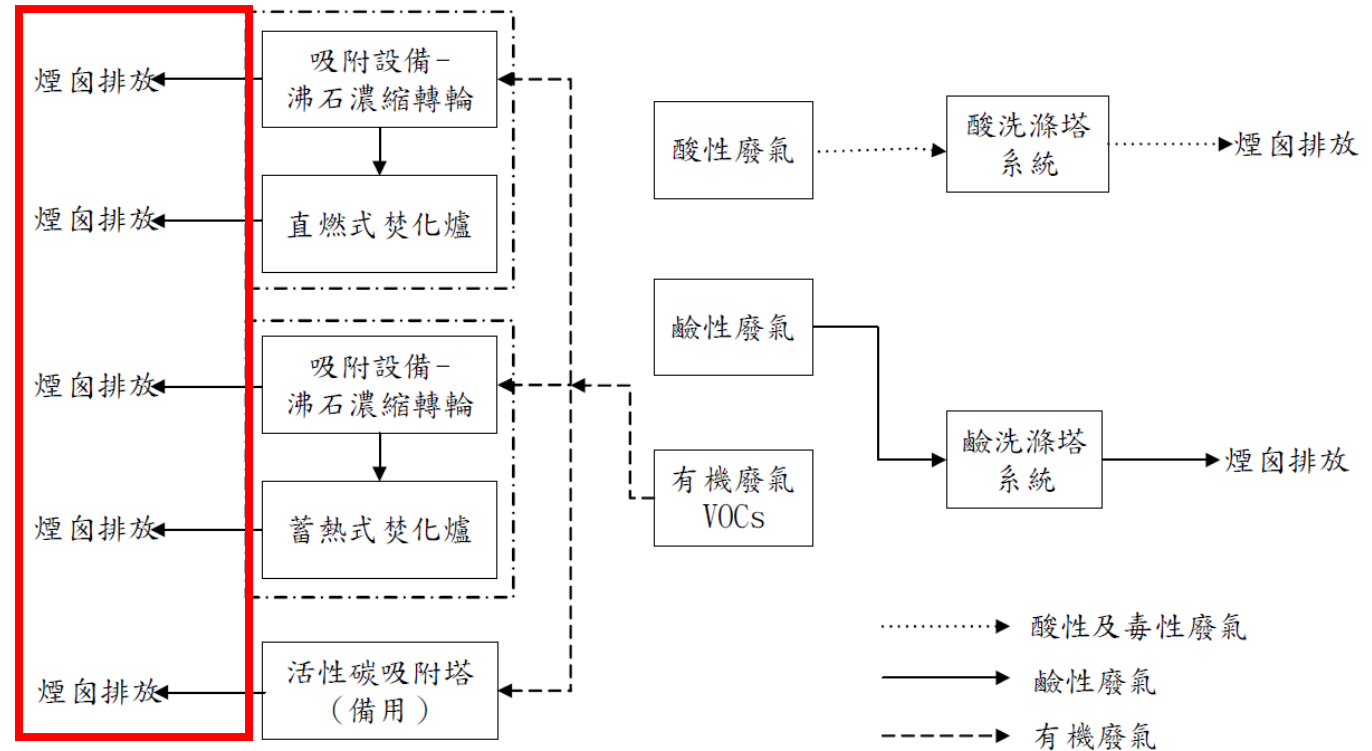 煙囪排放
吸附設備-
沸石濃縮轉輪
煙囪排放
直燃式焚化爐
煙囪排放
吸附設備-
沸石濃縮轉輪
煙囪排放
蓄熱式焚化爐
煙囪排放
活性碳吸附塔
(備用)
酸性廢氣
酸洗滌塔
系統
煙囪排放
鹼性廢氣
鹼洗滌塔
系統
煙囪排放
有機廢氣
VOCs
酸性及毒性廢氣
鹼性廢氣
有機廢氣